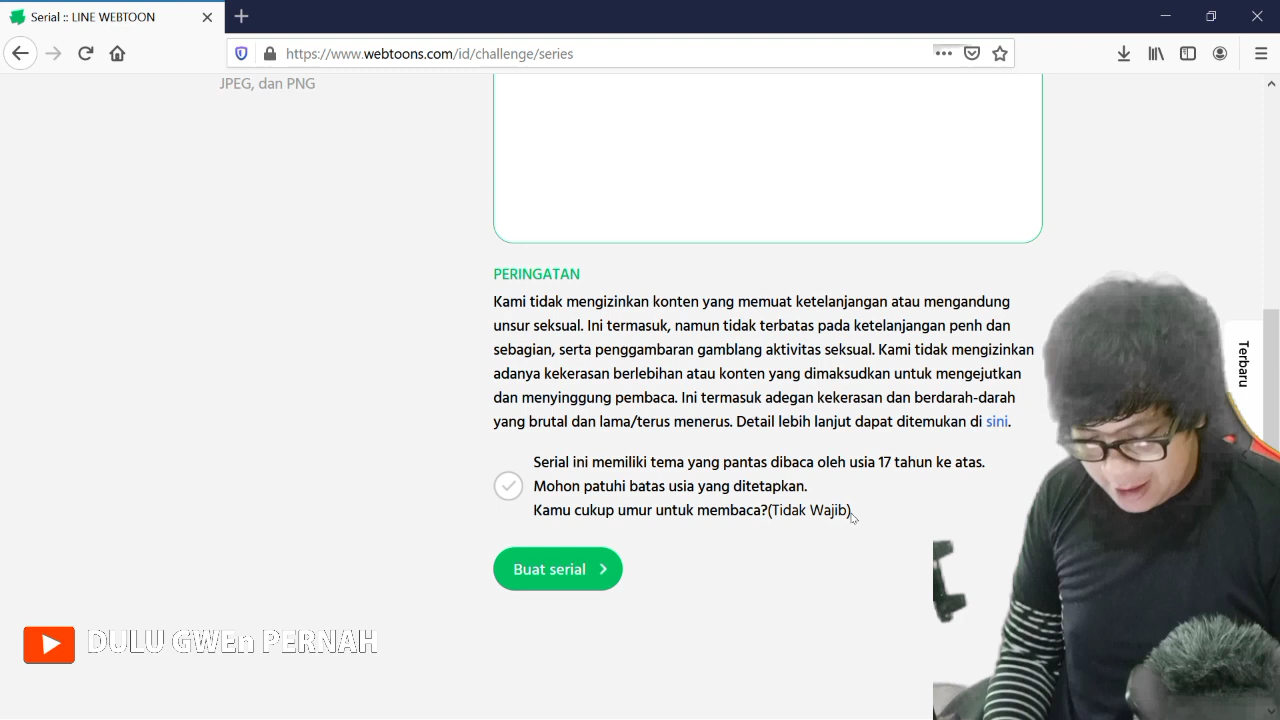 Serial :: LINE WEBTOON
https://www.webtoons.com/id/challenge/series
JPEG, dan PNG
PERINGATAN
Kami tidak mengizinkan konten yang memuat ketelanjangan atau mengandung
unsur seksual. Ini termasuk, namun tidak terbatas pada ketelanjangan penh dan
sebagian, serta penggambaran gamblang aktivitas seksual. Kami tidak mengizinkan
adanya kekerasan berlebihan atau konten yang dimaksudkan untuk mengejutkan
dan menyinggung pembaca. Ini termasuk adegan kekerasan dan berdarah-darah
yang brutal dan lama/terus menerus. Detail lebih lanjut dapat ditemukan di sini.
Serial ini memiliki tema yang pantas dibaca oleh usia 17 tahun ke atas.
Mohon patuhi batas usia yang ditetapkan.
Kamu cukup umur untuk membaca?(Tidak Wajib)
Buat serial
Terbaru
DULU GWEn PERNAH